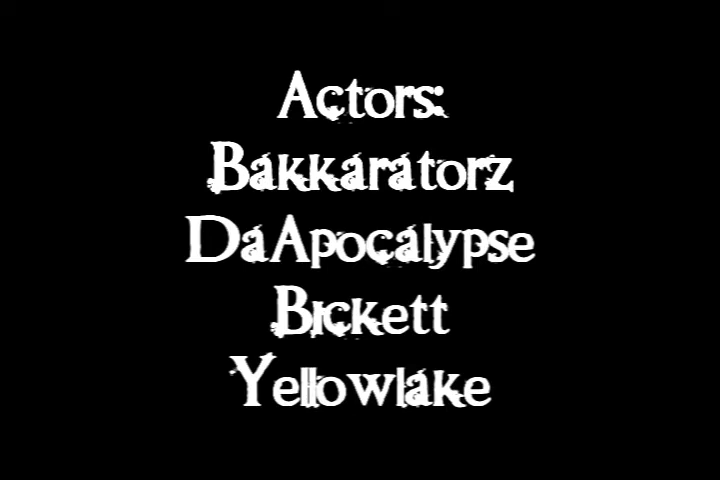 Actors:
Bakkaratorz
DaApocalypse
Bickett
Yellowlake